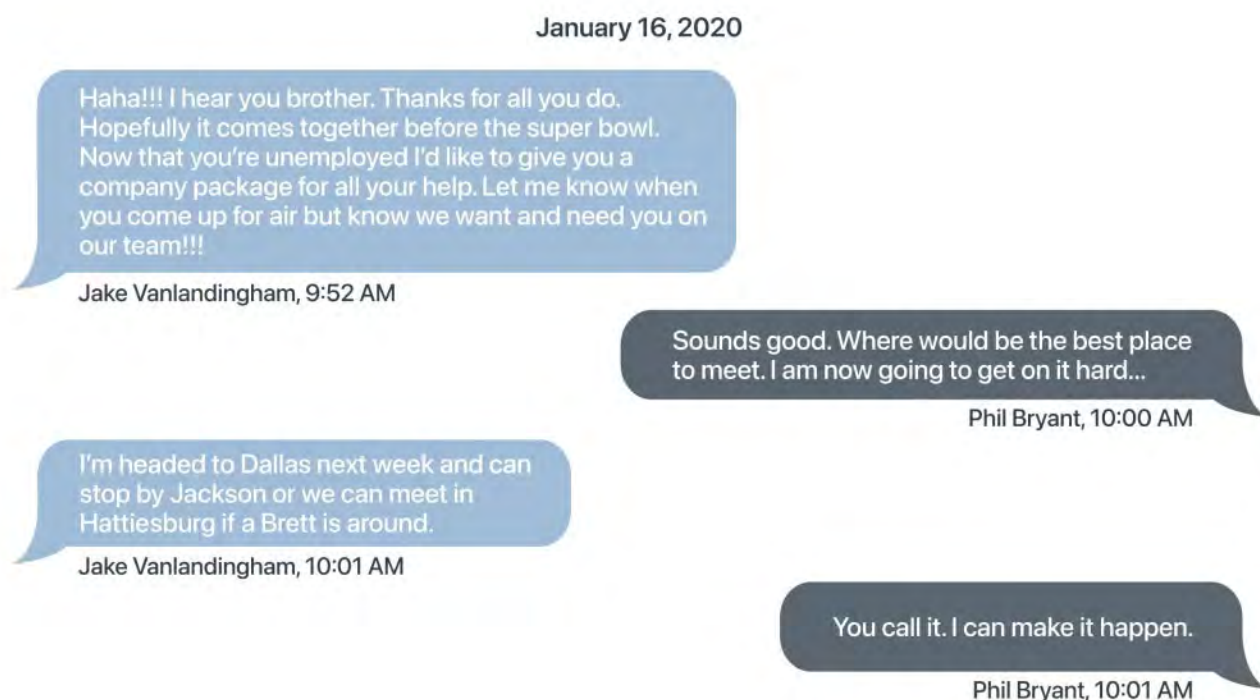 January 16, 2020
Haha!!! I hear you brother. Thanks for all you do.
Hopefully it comes together before the super bowl.
Now that you're unemployed I'd like to give you a
company package for all your help. Let me know when
you come up for air but know we want and need you on
our team!!!
Jake Vanlandingham, 9:52 AM
Sounds good. Where would be the best place
to meet. I am now going to get on it hard...
Phil Bryant, 10:00 AM
I'm headed to Dallas next week and can
stop by Jackson or we can meet in
Hattiesburg if a Brett is around.
Jake Vanlandingham, 10:01 AM
You call it. I can make it happen.
Phil Bryant, 10:01 AM